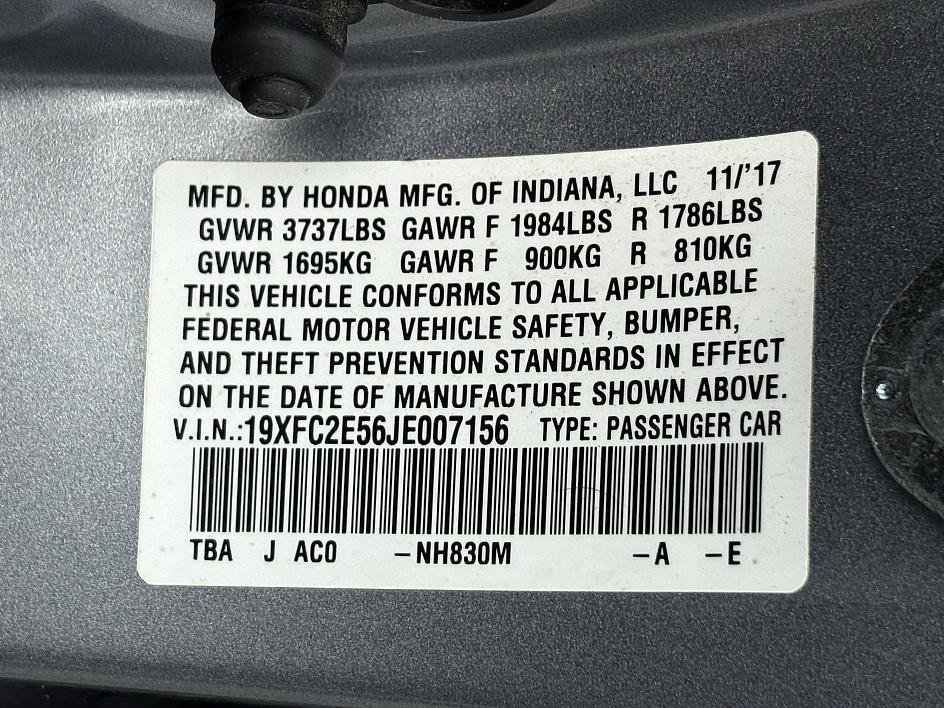 MFD. BY HONDA MFG. OF INDIANA, LLC 11/'17
GVWR 3737LBS GAWR F 1984LBS R 1786LBS
GVWR 1695KG GAWR F 900KG R 810KG
THIS VEHICLE CONFORMS TO ALL APPLICABLE
FEDERAL MOTOR VEHICLE SAFETY, BUMPER,
AND THEFT PREVENTION STANDARDS IN EFFECT
ON THE DATE OF MANUFACTURE SHOWN ABOVE.
V.I.N.:19XFC2E56JE007156 TYPE: PASSENGER CAR
TBA J AC0 –NH830M –A –E